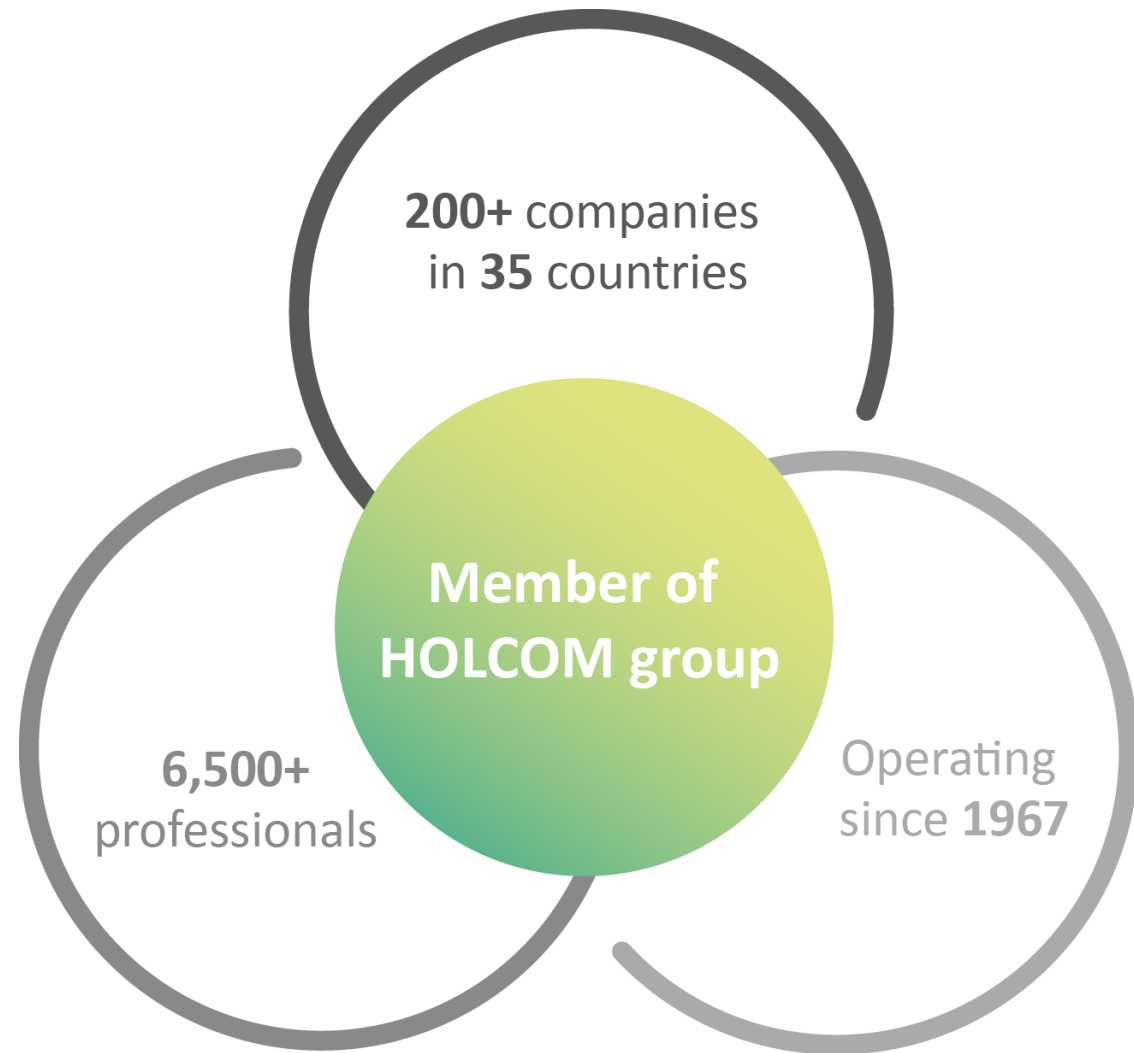 200+ companies
in 35 countries
Member of
HOLCOM group
6,500+
professionals
Operating
since 1967